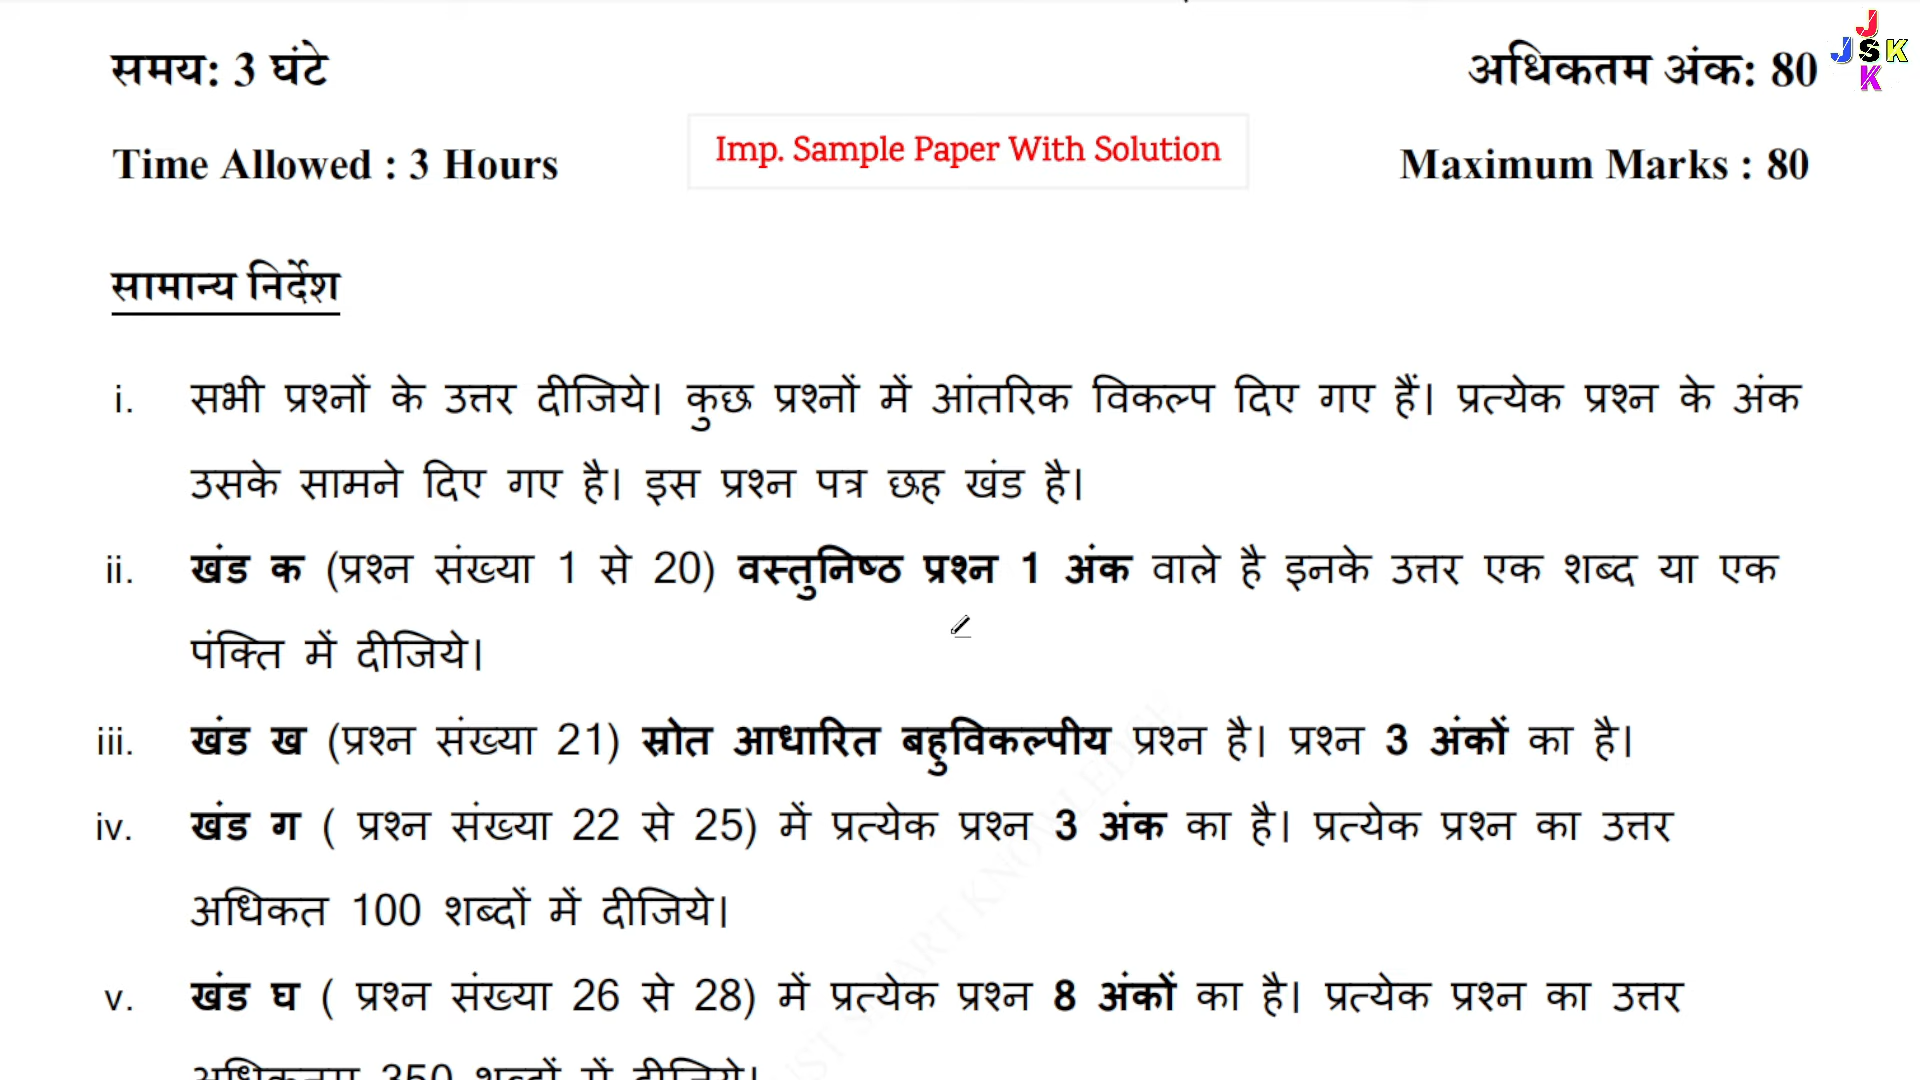 समय: 3 घंटे
अधिकतम अंक: 80
J
J S K
K
Imp. Sample Paper With Solution
Time Allowed : 3 Hours
Maximum Marks : 80
सामान्य निर्देश
i. सभी प्रश्नों के उत्तर दीजिये। कुछ प्रश्नों में आंतरिक विकल्प दिए गए हैं। प्रत्येक प्रश्न के अंक
उसके सामने दिए गए है। इस प्रश्न पत्र छह खंड है।
ii. खंड क (प्रश्न संख्या 1 से 20) वस्तुनिष्ठ प्रश्न 1 अंक वाले है इनके उत्तर एक शब्द या एक
पंक्ति में दीजिये।
iii. खंड ख (प्रश्न संख्या 21) स्रोत आधारित बहुविकल्पीय प्रश्न है। प्रश्न 3 अंकों का है।
iv. खंड ग ( प्रश्न संख्या 22 से 25) में प्रत्येक प्रश्न 3 अंक का है। प्रत्येक प्रश्न का उत्तर
अधिकत 100 शब्दों में दीजिये।
v. खंड घ ( प्रश्न संख्या 26 से 28) में प्रत्येक प्रश्न 8 अंकों का है। प्रत्येक प्रश्न का उत्तर
अधिकतम 350 शब्दों में दीजिये।